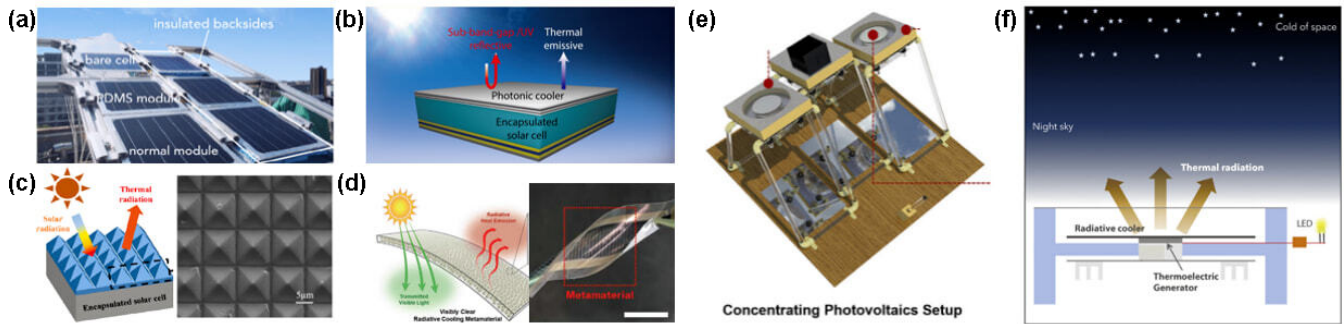 (a)
insulated backsides
bare cell
PDMS module
normal module
(b)
Sub-band-gap /UV
reflective
Thermal
emissive
Photonic cooler
Encapsulated
solar cell
(c)
Thermal
radiation
Solar
radiation
Encapsulated solar cell
5μm
(d)
Radiative
Heat Emission
Transmitted
Visible Light
Visibly Clear
Radiative Cooling Metamaterial
Metamaterial
(e)
Concentrating Photovoltaics Setup
(f)
Cold of space
Night sky
Thermal radiation
Radiative cooler
LED
Thermoelectric
Generator